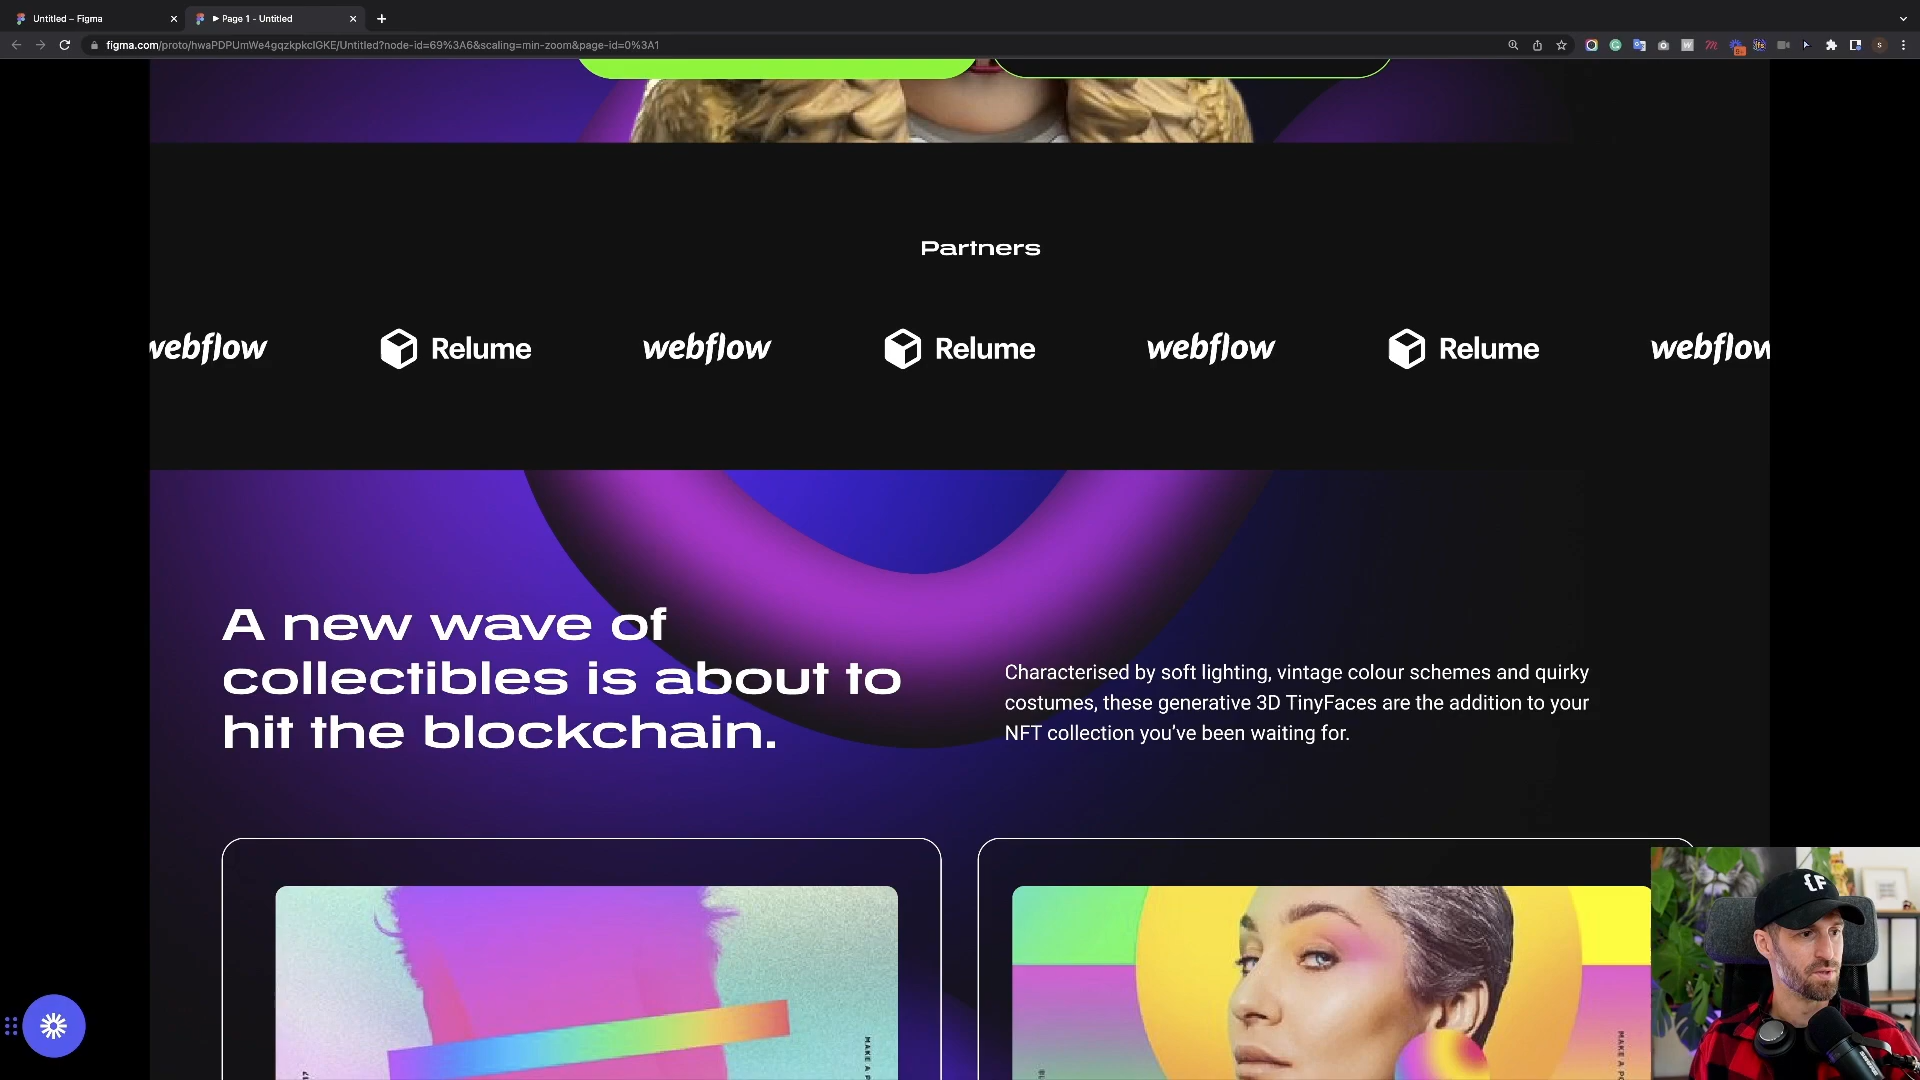 Untitled – Figma
Page 1 - Untitled
figma.com/proto/hwaPDPUmWe4gqzkpkclGKE/Untitled?node-id=69%3A6&scaling=min-zoom&page-id=0%3A1
Partners
webflow Relume webflow Relume webflow Relume webflow
A new wave of
collectibles is about to
hit the blockchain.
Characterised by soft lighting, vintage colour schemes and quirky
costumes, these generative 3D TinyFaces are the addition to your
NFT collection you've been waiting for.
MAKE A P
MAKE A PO
{F